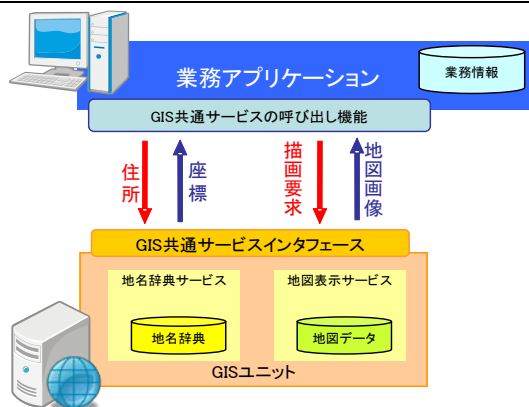 業務アプリケーション
業務情報
GIS共通サービスの呼び出し機能
住所
座標
描画要求
地図画像
GIS共通サービスインタフェース
地名辞典サービス
地図表示サービス
地名辞典
地図データ
GISユニット